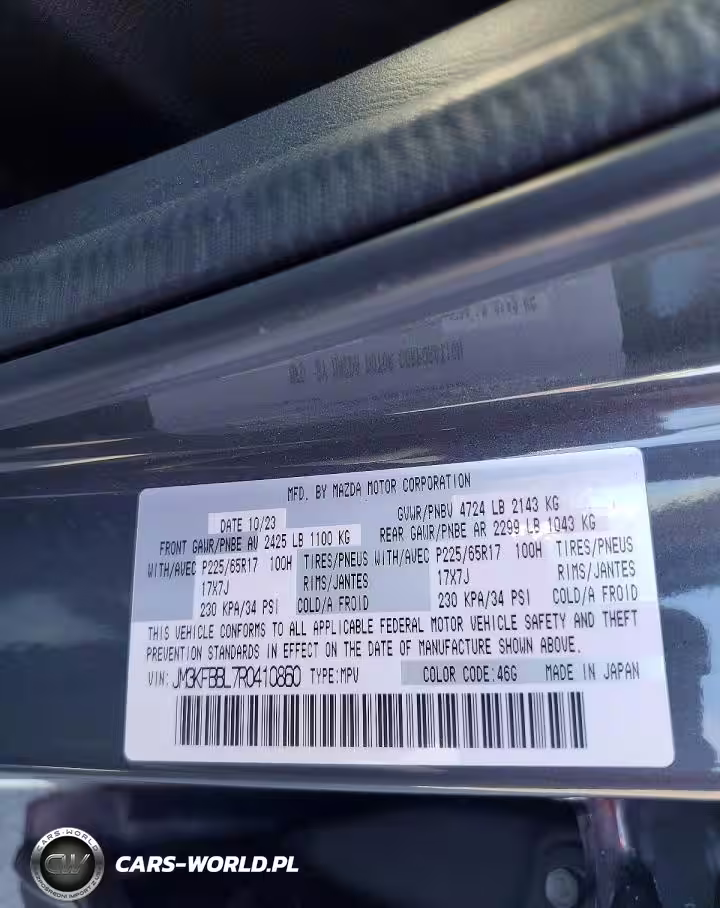 MFD. BY MAZDA MOTOR CORPORATION
DATE 10/23 GVWR/PNBV 4724 LB 2143 KG
FRONT GAWR/PNBE AV 2425 LB 1100 KG REAR GAWR/PNBE AR 2299 LB 1043 KG
WITH/AVEC P225/65R17 100H TIRES/PNEUS WITH/AVEC P225/65R17 100H TIRES/PNEUS
17X7J RIMS/JANTES 17X7J RIMS/JANTES
230 KPA/34 PSI COLD/A FROID 230 KPA/34 PSI COLD/A FROID
THIS VEHICLE CONFORMS TO ALL APPLICABLE FEDERAL MOTOR VEHICLE SAFETY AND THEFT
PREVENTION STANDARDS IN EFFECT ON THE DATE OF MANUFACTURE SHOWN ABOVE.
VIN: JM3KFBBL7R0410860 TYPE:MPV COLOR CODE:46G MADE IN JAPAN
CARS-WORLD
CW
CARS-WORLD.PL